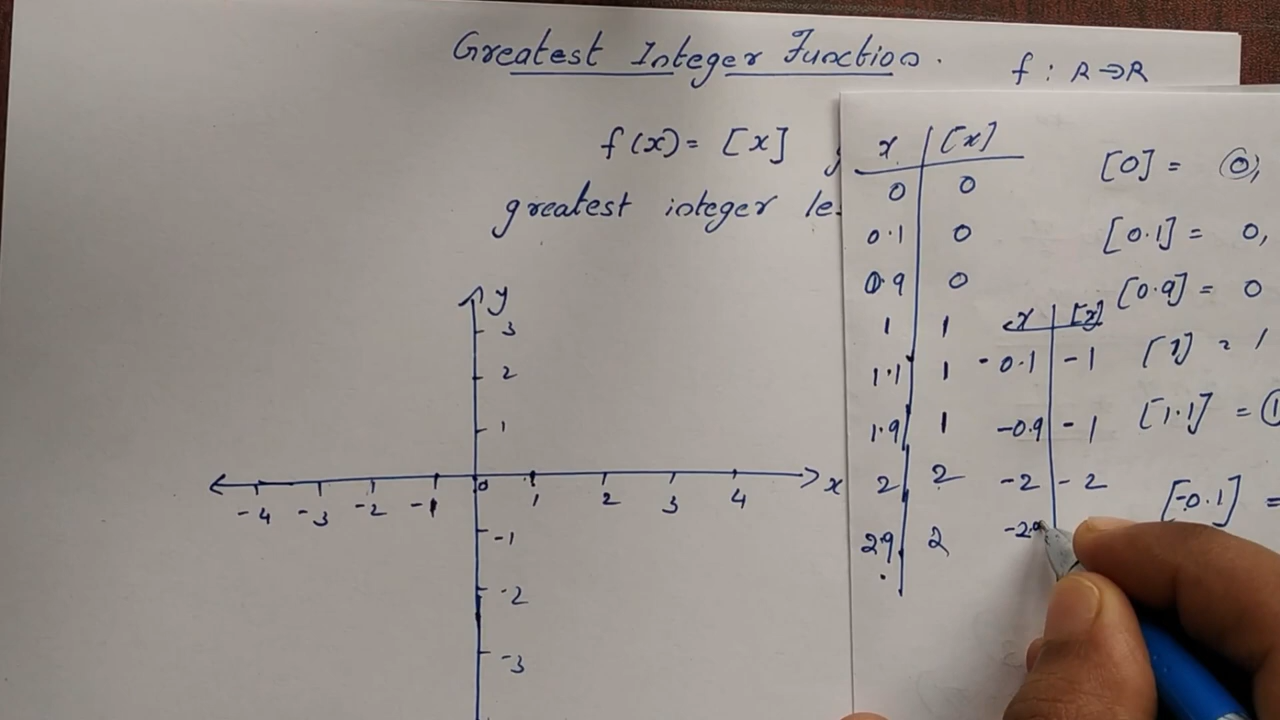 Greatest Integer Function.
f : R → R
f(x) = [x]
greatest integer
y
3
2
1
0
-4 -3 -2 -1 1 2 3 4 x
-1
-2
-3
x [x]
0 0
0.1 0
0.9 0
1 1
1.1 1
1.9 1
2 2
2.9 2
x [x]
-0.1 -1
-0.9 -1
-2 -2
[0] = 0,
[0.1] = 0,
[0.9] = 0
[1] = 1
[1.1] = 1
[-0.1] =